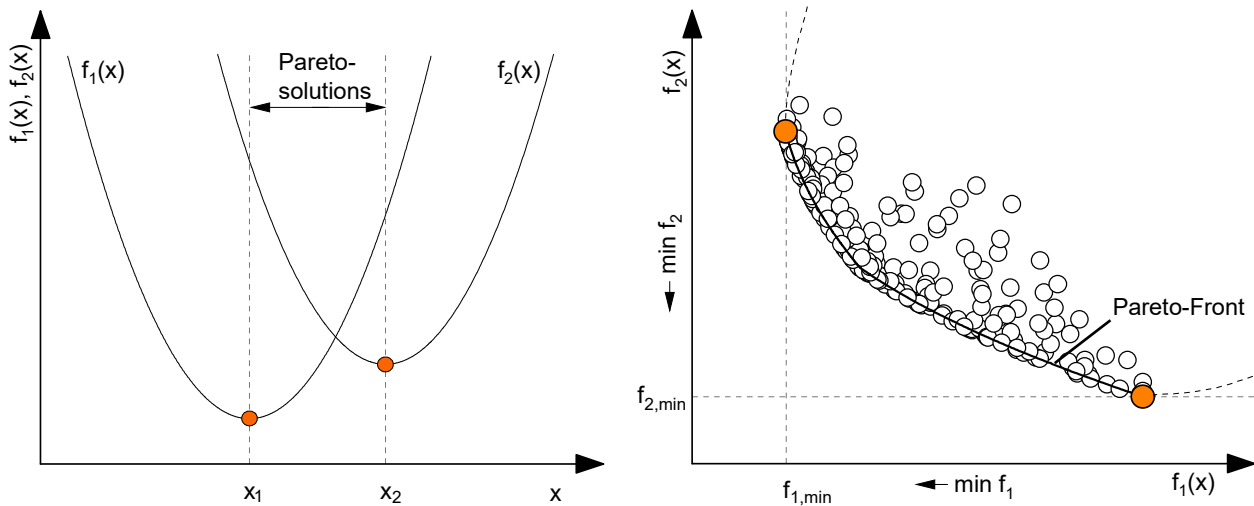 f₁(x), f₂(x)
f₁(x)
Pareto-
solutions
f₂(x)
x₁
x₂
x
f₂(x)
min f₂
Pareto-Front
f₂,min
f₁,min
min f₁
f₁(x)